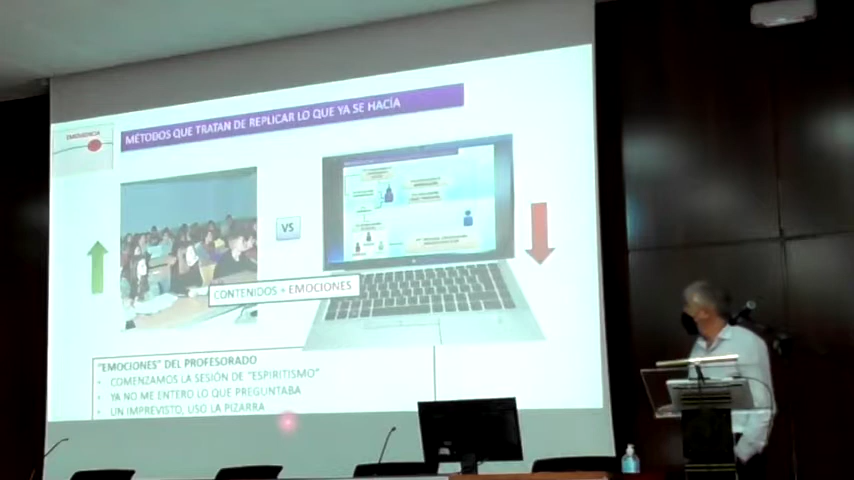 EMERGENCIA
MÉTODOS QUE TRATAN DE REPLICAR LO QUE YA SE HACÍA
VS
CONTENIDOS + EMOCIONES
"EMOCIONES" DEL PROFESORADO
• COMENZAMOS LA SESIÓN DE "ESPIRITISMO"
• YA NO ME ENTERO LO QUE PREGUNTABA
• UN IMPREVISTO, USO LA PIZARRA